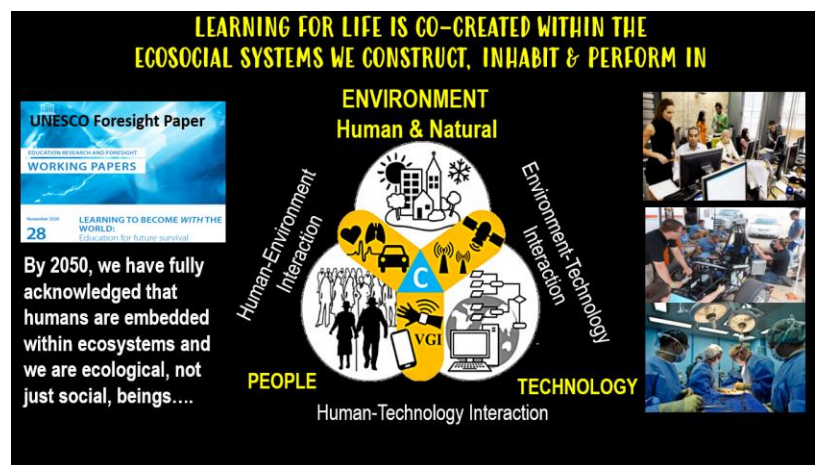 LEARNING FOR LIFE IS CO-CREATED WITHIN THE
ECOSOCIAL SYSTEMS WE CONSTRUCT, INHABIT & PERFORM IN
UNESCO Foresight Paper
EDUCATION RESEARCH AND FORESIGHT
WORKING PAPERS
November 2020
28
LEARNING TO BECOME WITH THE
WORLD:
Education for future survival
By 2050, we have fully
acknowledged that
humans are embedded
within ecosystems and
we are ecological, not
just social, beings....
ENVIRONMENT
Human & Natural
Human-Environment
Interaction
Environment-Technology
Interaction
C
VGI
PEOPLE
TECHNOLOGY
Human-Technology Interaction